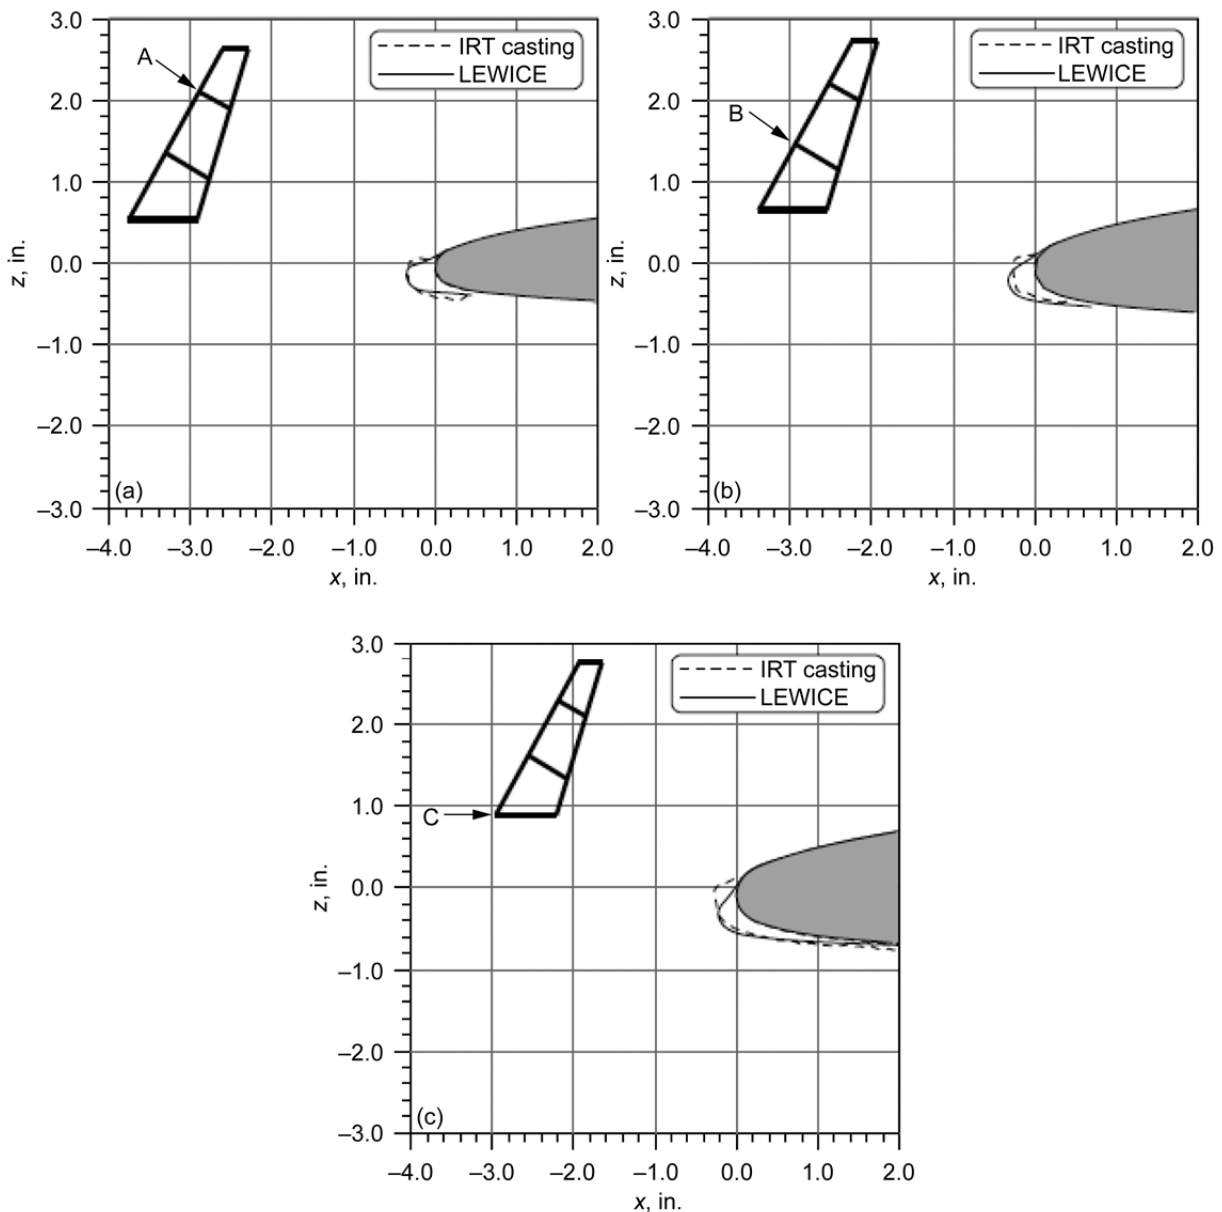 3.0
2.0
1.0
0.0
–1.0
–2.0
–3.0
z, in.
A
IRT casting
LEWICE
(a)
–4.0 –3.0 –2.0 –1.0 0.0 1.0 2.0
x, in.
3.0
2.0
1.0
0.0
–1.0
–2.0
–3.0
z, in.
B
IRT casting
LEWICE
(b)
–4.0 –3.0 –2.0 –1.0 0.0 1.0 2.0
x, in.
3.0
2.0
1.0
0.0
–1.0
–2.0
–3.0
z, in.
C
IRT casting
LEWICE
(c)
–4.0 –3.0 –2.0 –1.0 0.0 1.0 2.0
x, in.